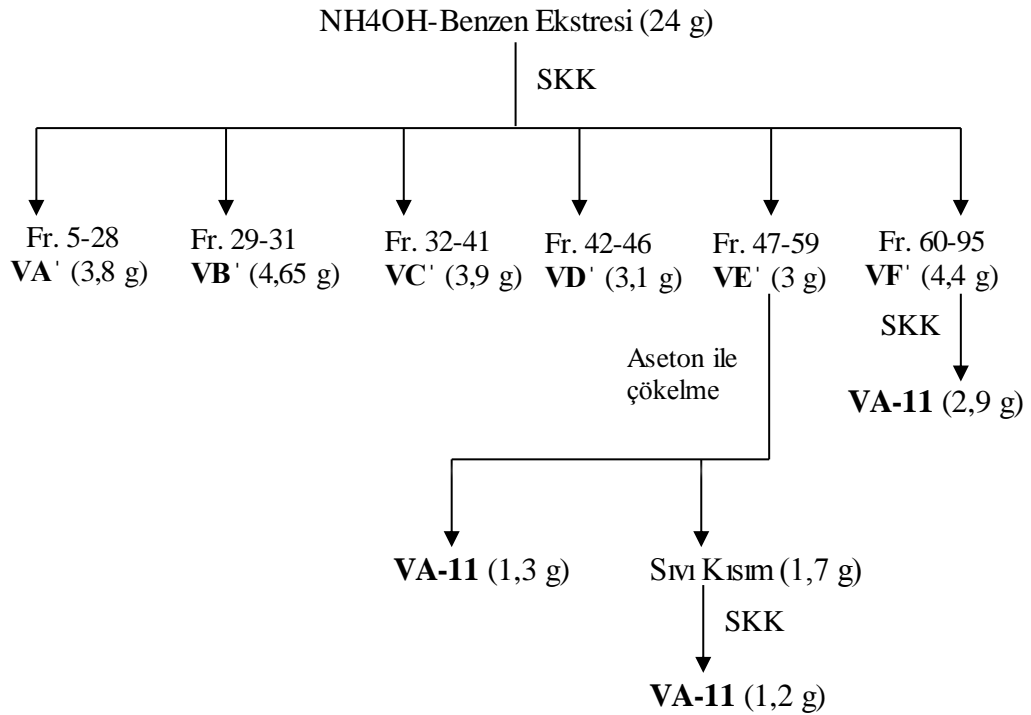 NH4OH-Benzen Ekstresi (24 g)
SKK
Fr. 5-28
VA' (3,8 g)
Fr. 29-31
VB' (4,65 g)
Fr. 32-41
VC' (3,9 g)
Fr. 42-46
VD' (3,1 g)
Fr. 47-59
VE' (3 g)
Fr. 60-95
VF' (4,4 g)
SKK
Aseton ile
çökelme
VA-11 (2,9 g)
VA-11 (1,3 g)
Sıvı Kısım (1,7 g)
SKK
VA-11 (1,2 g)